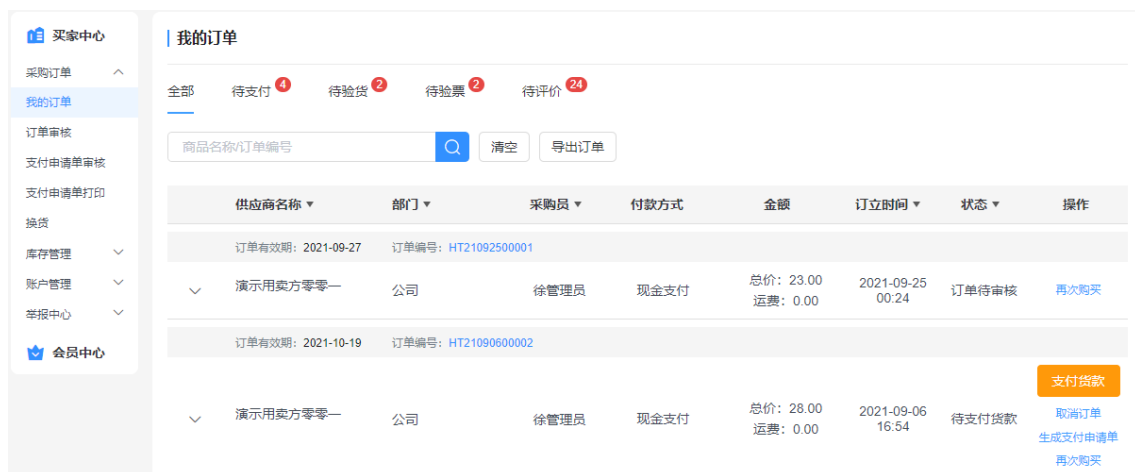 买家中心
采购订单
我的订单
订单审核
支付申请单审核
支付申请单打印
换货
库存管理
账户管理
举报中心
会员中心
我的订单
全部 待支付 4 待验货 2 待验票 2 待评价 24
商品名称/订单编号 清空 导出订单
供应商名称 ▼ 部门 ▼ 采购员 ▼ 付款方式 金额 订立时间 ▼ 状态 ▼ 操作
订单有效期：2021-09-27 订单编号：HT21092500001
演示用卖方零零一 公司 徐管理员 现金支付 总价：23.00 2021-09-25 订单待审核 再次购买
运费：0.00 00:24
订单有效期：2021-10-19 订单编号：HT21090600002
支付货款
演示用卖方零零一 公司 徐管理员 现金支付 总价：28.00 2021-09-06 待支付货款 取消订单
运费：0.00 16:54
生成支付申请单
再次购买